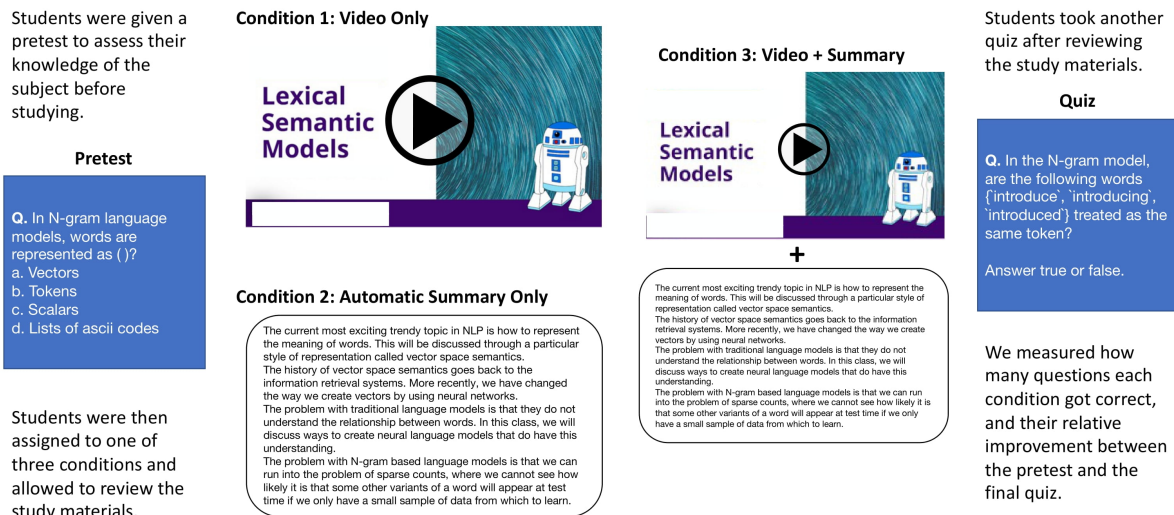 Students were given a
pretest to assess their
knowledge of the
subject before
studying.
Pretest
Q. In N-gram language
models, words are
represented as ( )?
a. Vectors
b. Tokens
c. Scalars
d. Lists of ascii codes
Students were then
assigned to one of
three conditions and
allowed to review the
study materials
Condition 1: Video Only
Lexical
Semantic
Models
Condition 2: Automatic Summary Only
The current most exciting trendy topic in NLP is how to represent
the meaning of words. This will be discussed through a particular
style of representation called vector space semantics.
The history of vector space semantics goes back to the
information retrieval systems. More recently, we have changed
the way we create vectors by using neural networks.
The problem with traditional language models is that they do not
understand the relationship between words. In this class, we will
discuss ways to create neural language models that do have this
understanding.
The problem with N-gram based language models is that we can
run into the problem of sparse counts, where we cannot see how
likely it is that some other variants of a word will appear at test
time if we only have a small sample of data from which to learn.
Condition 3: Video + Summary
Lexical
Semantic
Models
+
The current most exciting trendy topic in NLP is how to represent the
meaning of words. This will be discussed through a particular style of
representation called vector space semantics.
The history of vector space semantics goes back to the information
retrieval systems. More recently, we have changed the way we create
vectors by using neural networks.
The problem with traditional language models is that they do not
understand the relationship between words. In this class, we will
discuss ways to create neural language models that do have this
understanding.
The problem with N-gram based language models is that we can run
into the problem of sparse counts, where we cannot see how likely it is
that some other variants of a word will appear at test time if we only
have a small sample of data from which to learn.
Students took another
quiz after reviewing
the study materials.
Quiz
Q. In the N-gram model,
are the following words
{`introduce`, `introducing`,
`introduced`} treated as the
same token?
Answer true or false.
We measured how
many questions each
condition got correct,
and their relative
improvement between
the pretest and the
final quiz.